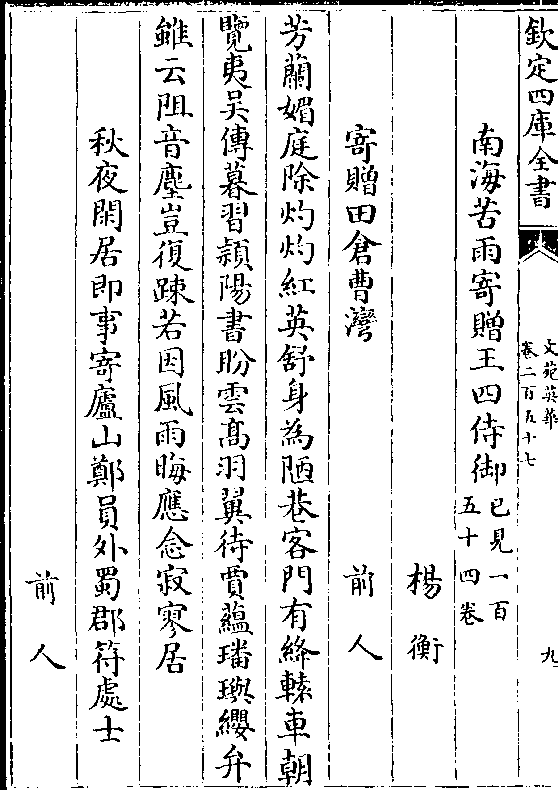 欽定四庫全書
文苑英華
卷二百五十七
九
南海苦雨寄贈王四侍御已見一百五十四卷
楊衡
寄贈田倉曹灣
前人
芳蘭媚庭除灼灼紅英舒身為陋巷客門有絳轅車朝
覽夷吳傳暮習頴陽書盼雲髙羽翼待賈蘊璠璵纓弁
雖云阻音塵豈復踈若因風雨晦應念寂寥居
秋夜閑居即事寄廬山鄭員外蜀郡符處士
前人